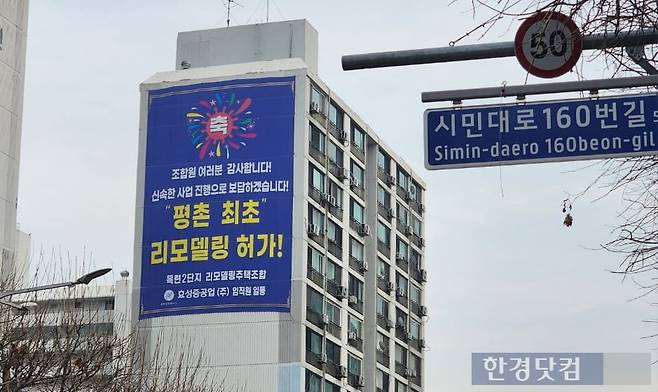 축
조합원 여러분 감사합니다!
신속한 사업 진행으로 보답하겠습니다!
"평촌 최초"
리모델링 허가!
목련2단지 리모델링주택조합
효성중공업(주) 임직원 일동
50
시민대로160번길
Simin-daero 160beon-gil
한경닷컴